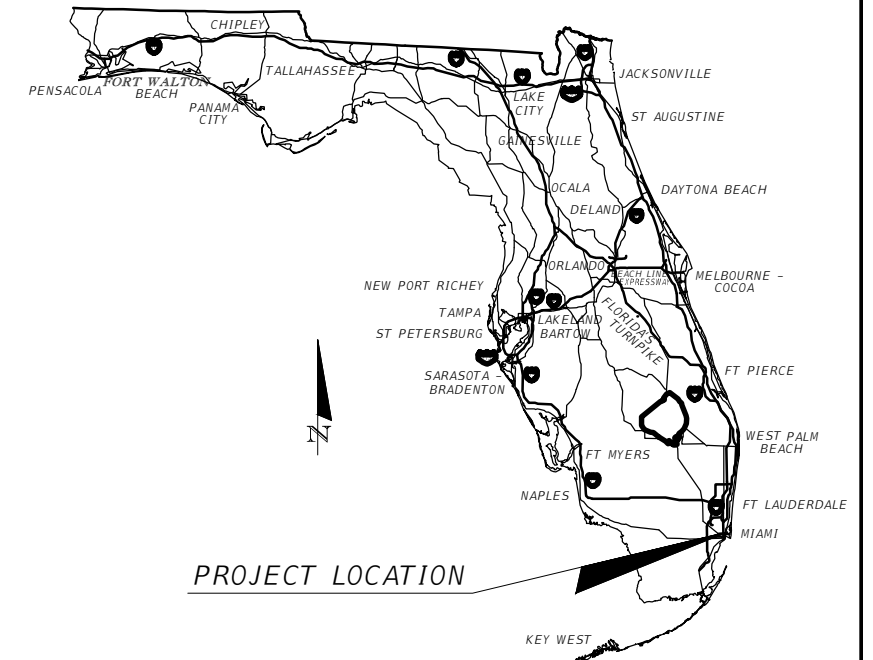 CHIPLEY
TALLAHASSEE
JACKSONVILLE
PENSACOLA
FORT WALTON
BEACH
PANAMA
CITY
LAKE
CITY
ST AUGUSTINE
GAINESVILLE
OCALA
DAYTONA BEACH
DELAND
ORLANDO
BEACH LINE
EXPRESSWAY
MELBOURNE -
COCOA
NEW PORT RICHEY
TAMPA
ST PETERSBURG
LAKELAND
BARTOW
FLORIDA'S
TURNPIKE
SARASOTA -
BRADENTON
FT PIERCE
WEST PALM
BEACH
FT MYERS
NAPLES
FT LAUDERDALE
MIAMI
N
PROJECT LOCATION
KEY WEST